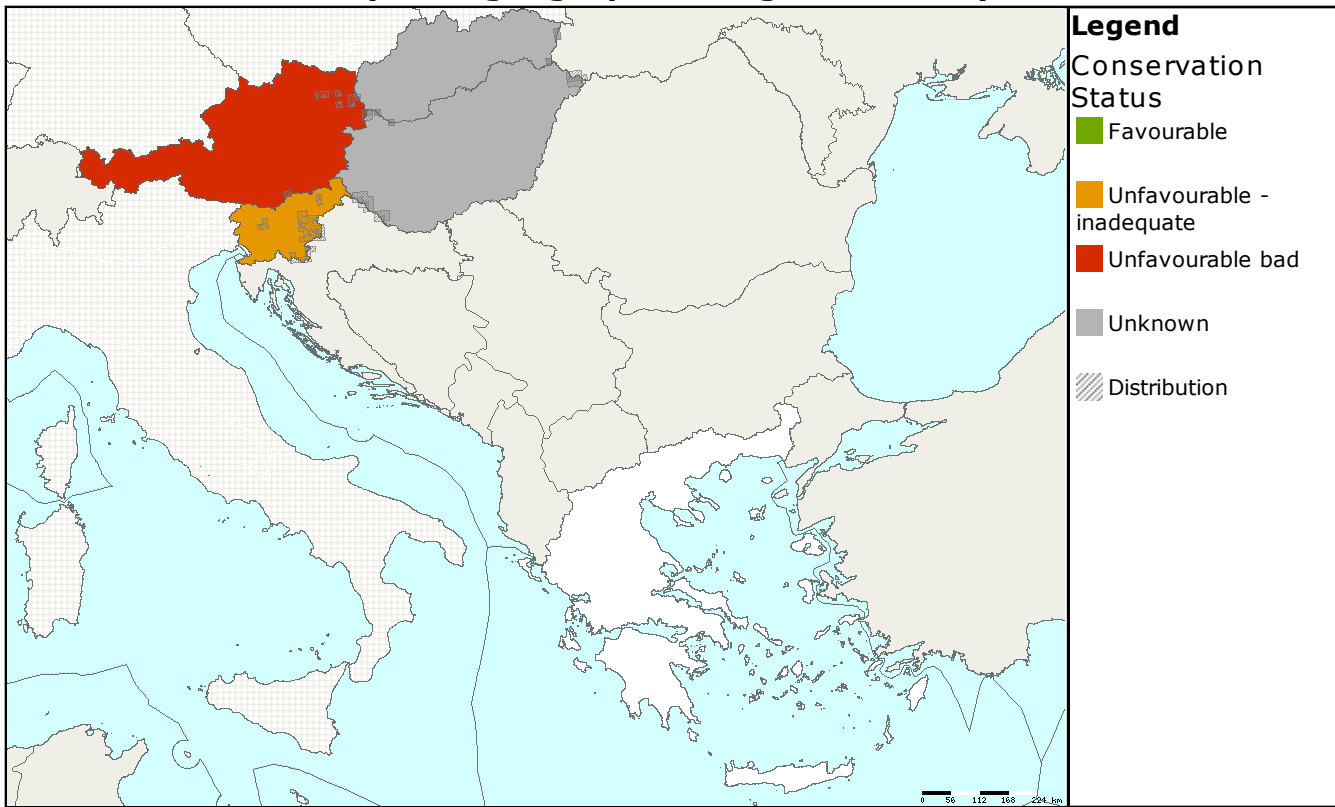 Legend
Conservation
Status
Favourable
Unfavourable -
inadequate
Unfavourable bad
Unknown
Distribution
0 56 112 168 224 km